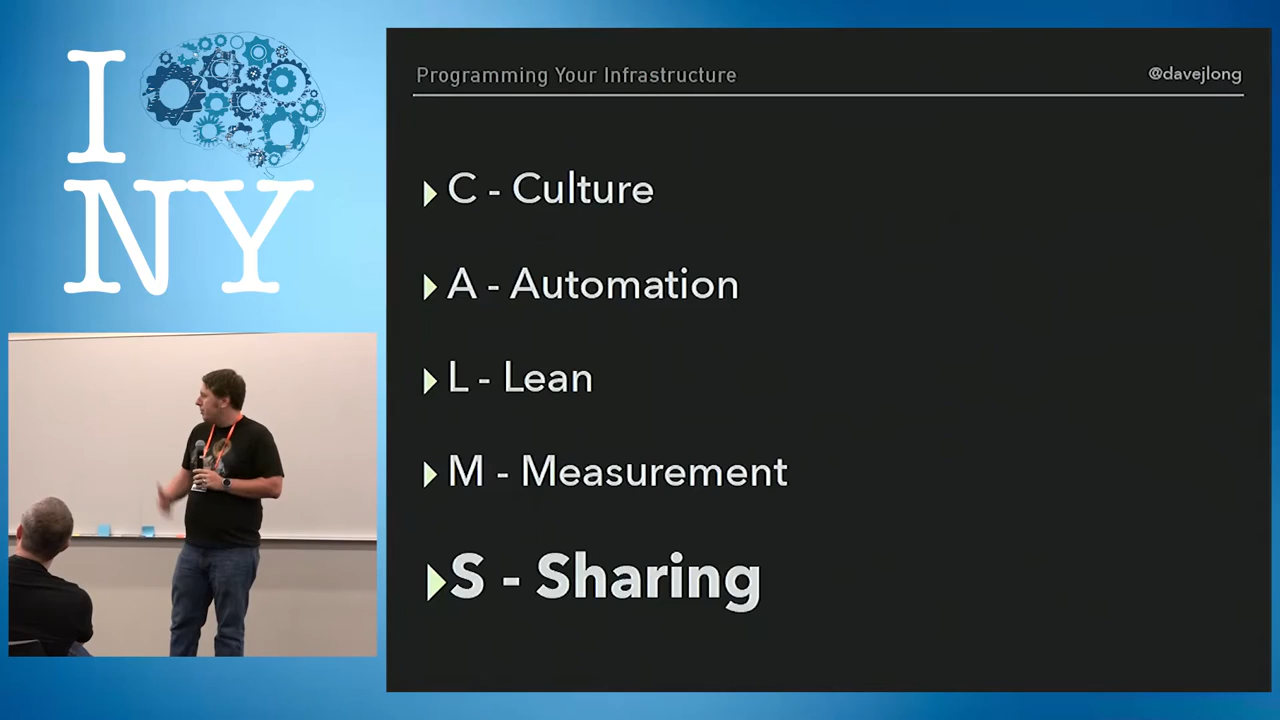 I
NY
Programming Your Infrastructure
@davejlong
C - Culture
A - Automation
L - Lean
M - Measurement
S - Sharing